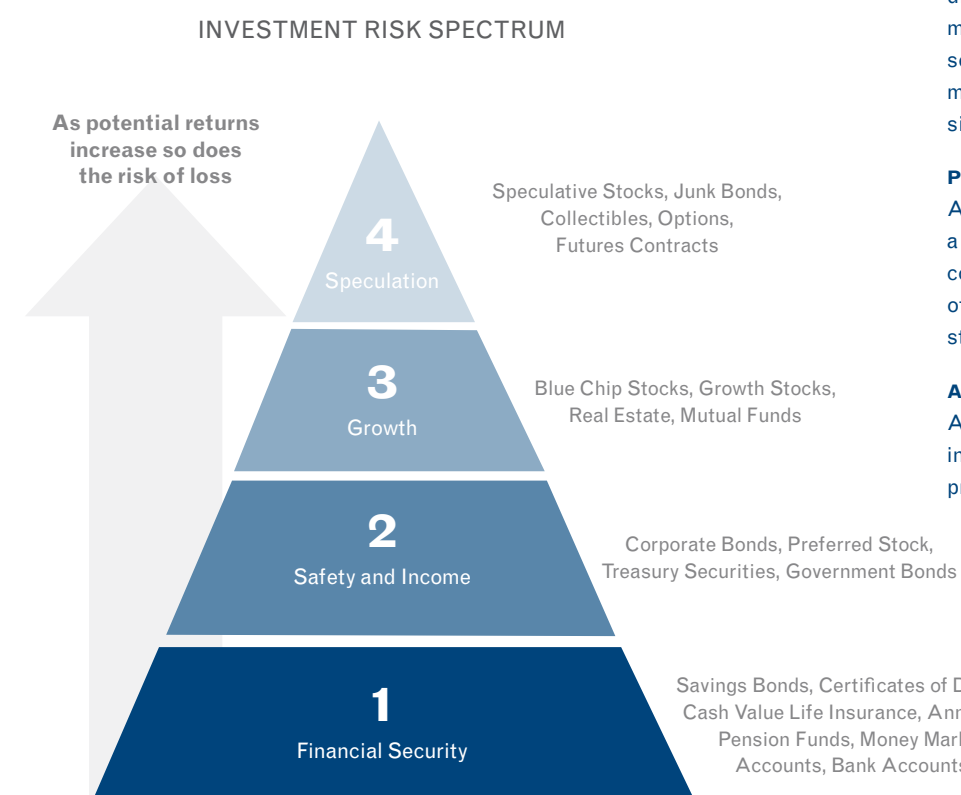 INVESTMENT RISK SPECTRUM
As potential returns
increase so does
the risk of loss
4
Speculation
Speculative Stocks, Junk Bonds,
Collectibles, Options,
Futures Contracts
3
Growth
Blue Chip Stocks, Growth Stocks,
Real Estate, Mutual Funds
2
Safety and Income
Corporate Bonds, Preferred Stock,
Treasury Securities, Government Bonds
1
Financial Security
Savings Bonds, Certificates of
Cash Value Life Insurance,
Pension Funds, Money
Accounts, Bank Accounts